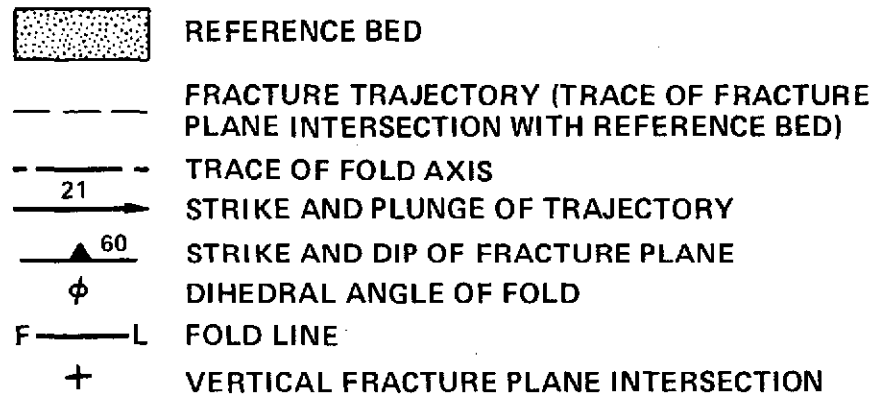 REFERENCE BED
FRACTURE TRAJECTORY (TRACE OF FRACTURE
PLANE INTERSECTION WITH REFERENCE BED)
TRACE OF FOLD AXIS
21
STRIKE AND PLUNGE OF TRAJECTORY
60 STRIKE AND DIP OF FRACTURE PLANE
ϕ DIHEDRAL ANGLE OF FOLD
F L FOLD LINE
+ VERTICAL FRACTURE PLANE INTERSECTION